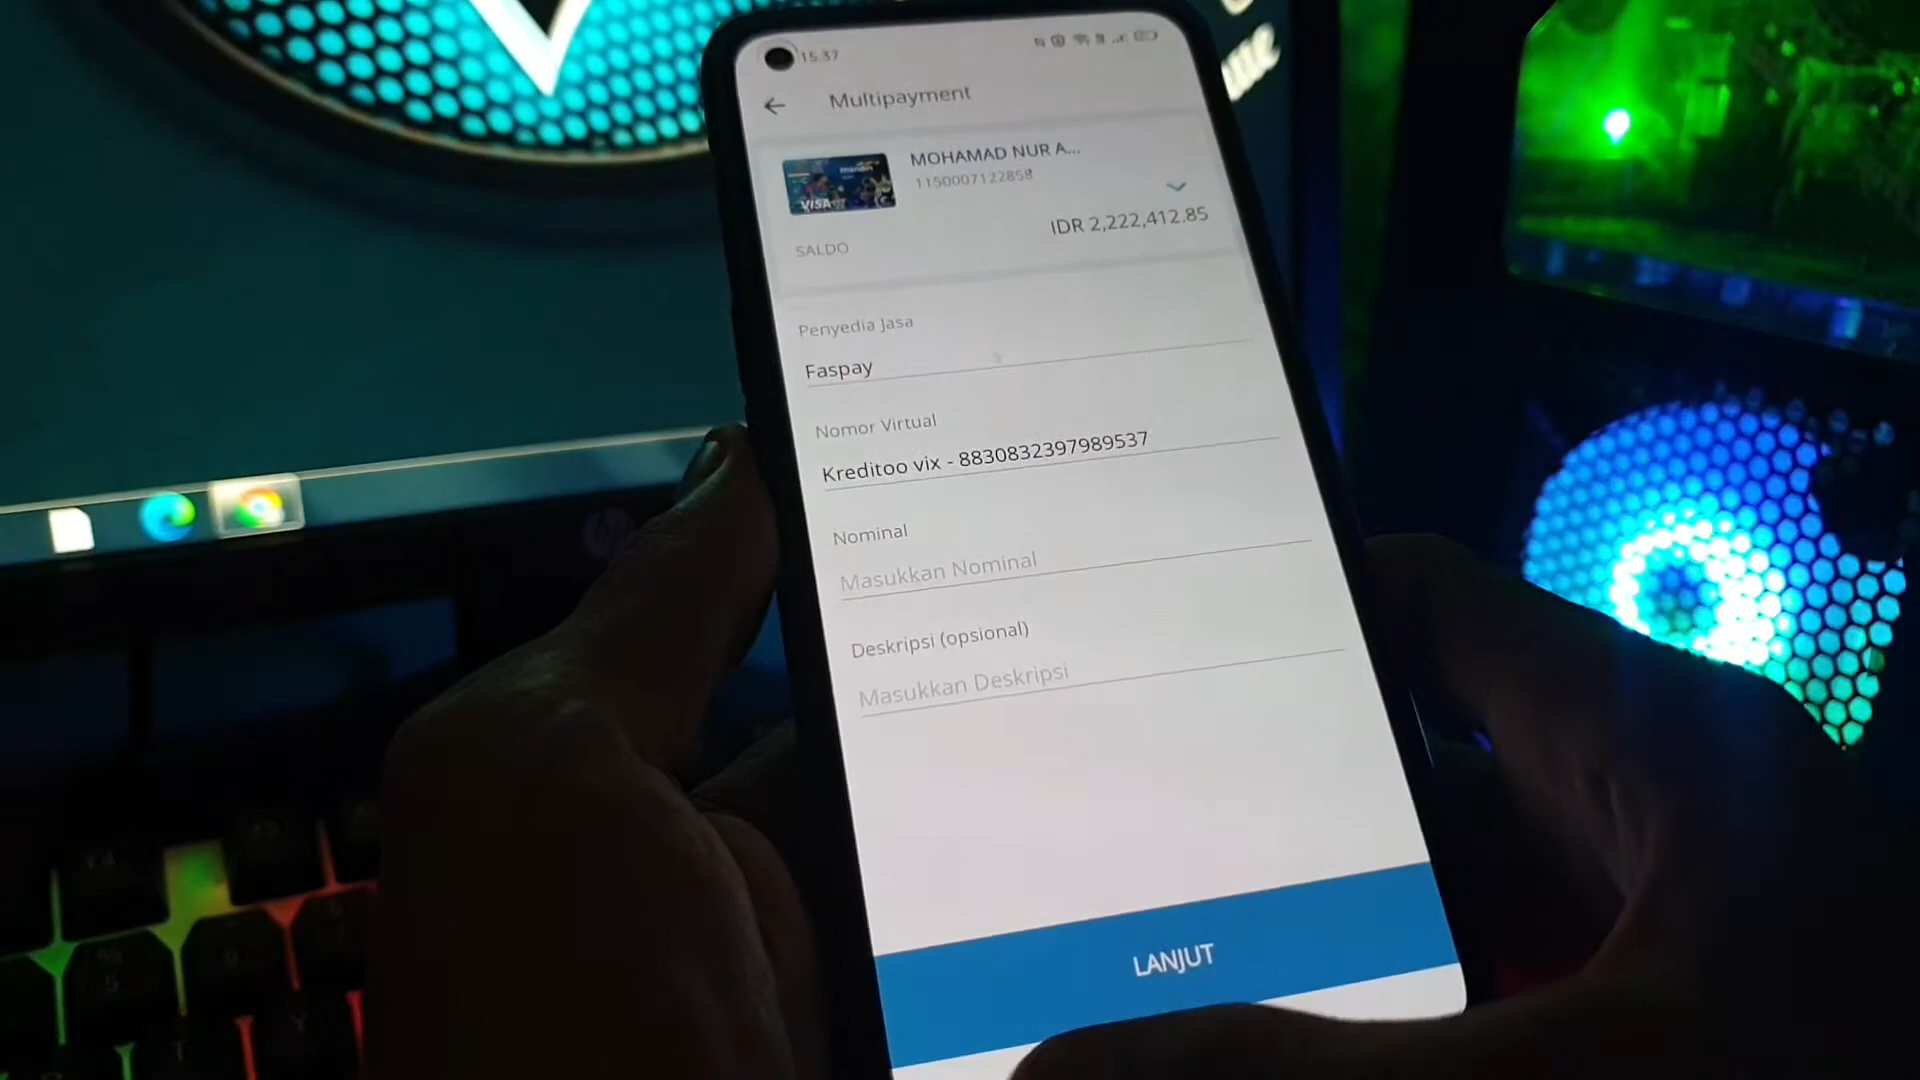 15.37
Multipayment
MOHAMAD NUR A...
1150007122858
mandiri
VISA
IDR 2,222,412.85
SALDO
Penyedia Jasa
Faspay
Nomor Virtual
Kreditoo vix - 8830832397989537
Nominal
Masukkan Nominal
Deskripsi (opsional)
Masukkan Deskripsi
LANJUT